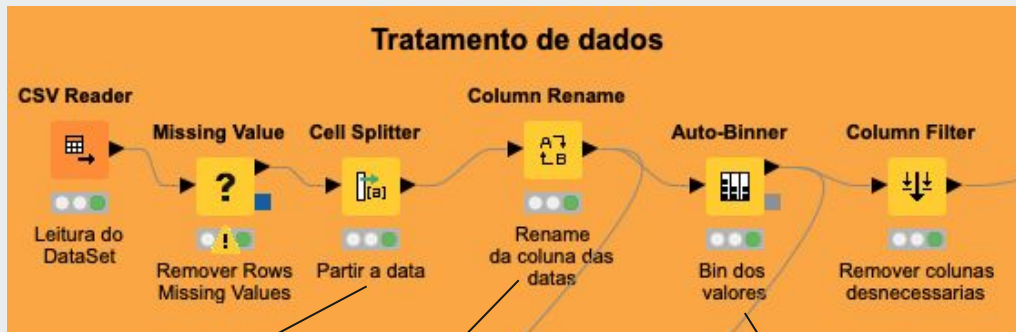 Tratamento de dados
CSV Reader
Leitura do
DataSet
Missing Value
?
!
Remover Rows
Missing Values
Cell Splitter
[a]
Partir a data
Column Rename
A
B
Rename
da coluna das
datas
Auto-Binner
Bin dos
valores
Column Filter
Remover colunas
desnecessarias